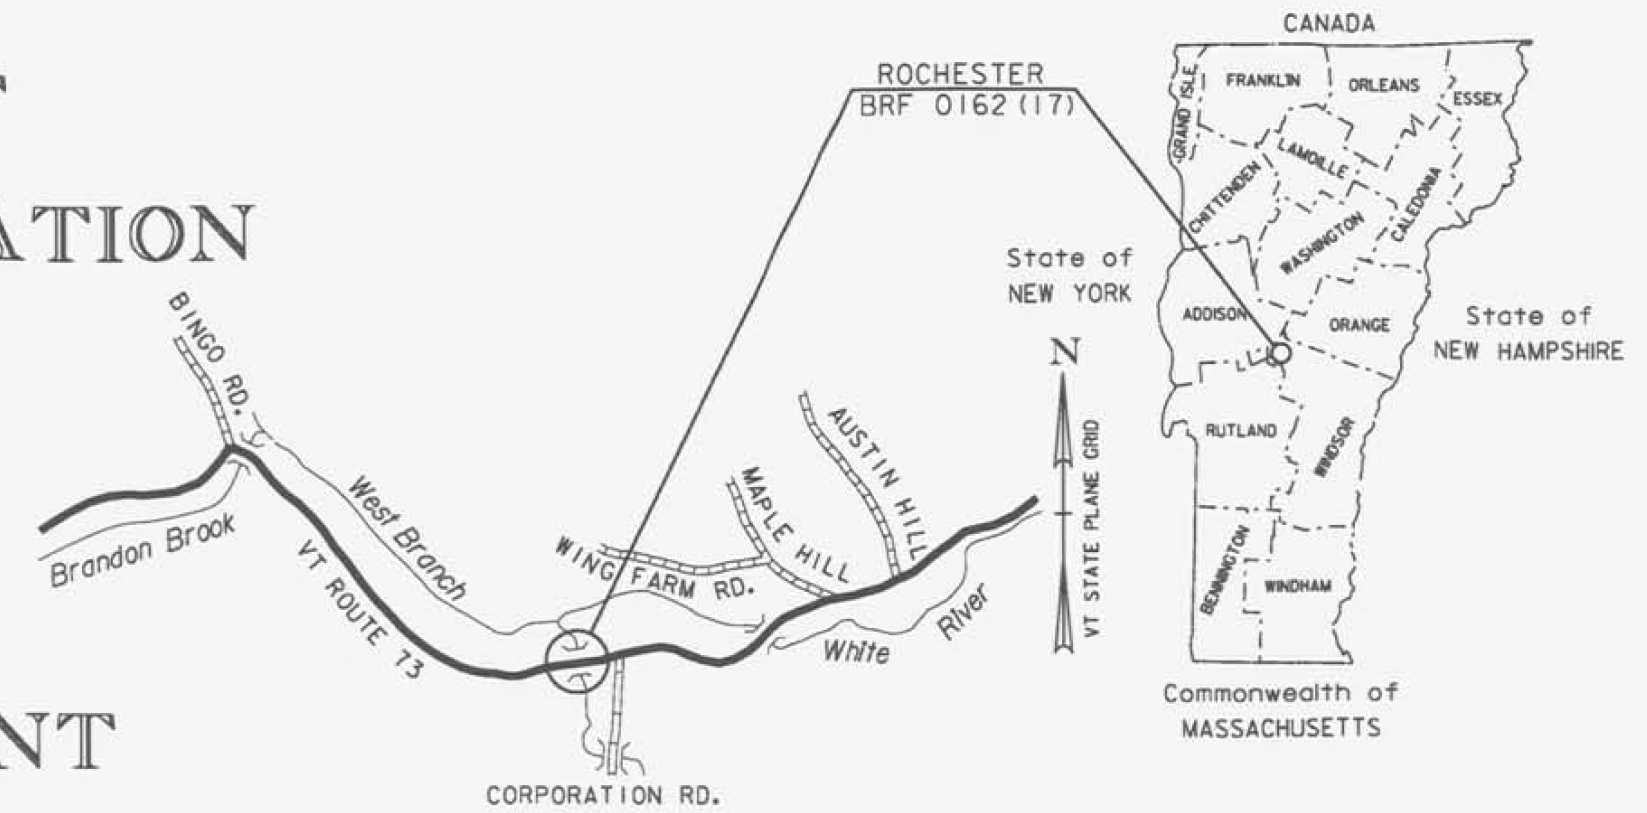 ATION
NT
BINGO RD.
Brandon Brook
West Branch
VT ROUTE 73
WING FARM RD.
MAPLE HILL
AUSTIN HILL
White River
CORPORATION RD.
ROCHESTER
BRF 0162 (17)
N
VT STATE PLANE GRID
CANADA
GRAND ISLE
FRANKLIN
ORLEANS
ESSEX
LAMOILLE
CHITTENDEN
WASHINGTON
CALEDONIA
State of
NEW YORK
ADDISON
ORANGE
State of
NEW HAMPSHIRE
RUTLAND
WINDSOR
BENNINGTON
WINDHAM
Commonwealth of
MASSACHUSETTS